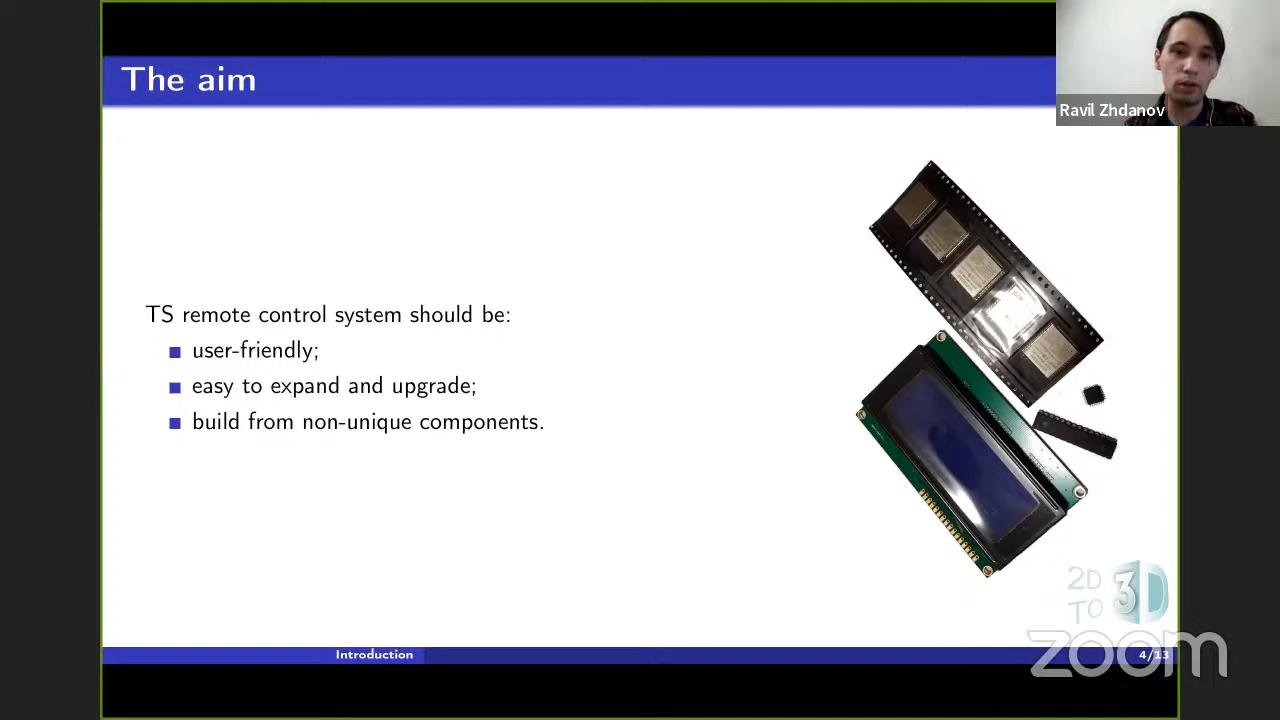 The aim
Ravil Zhdanov
TS remote control system should be:
user-friendly;
easy to expand and upgrade;
build from non-unique components.
2D
TO
3D
zoom
Introduction
4/13